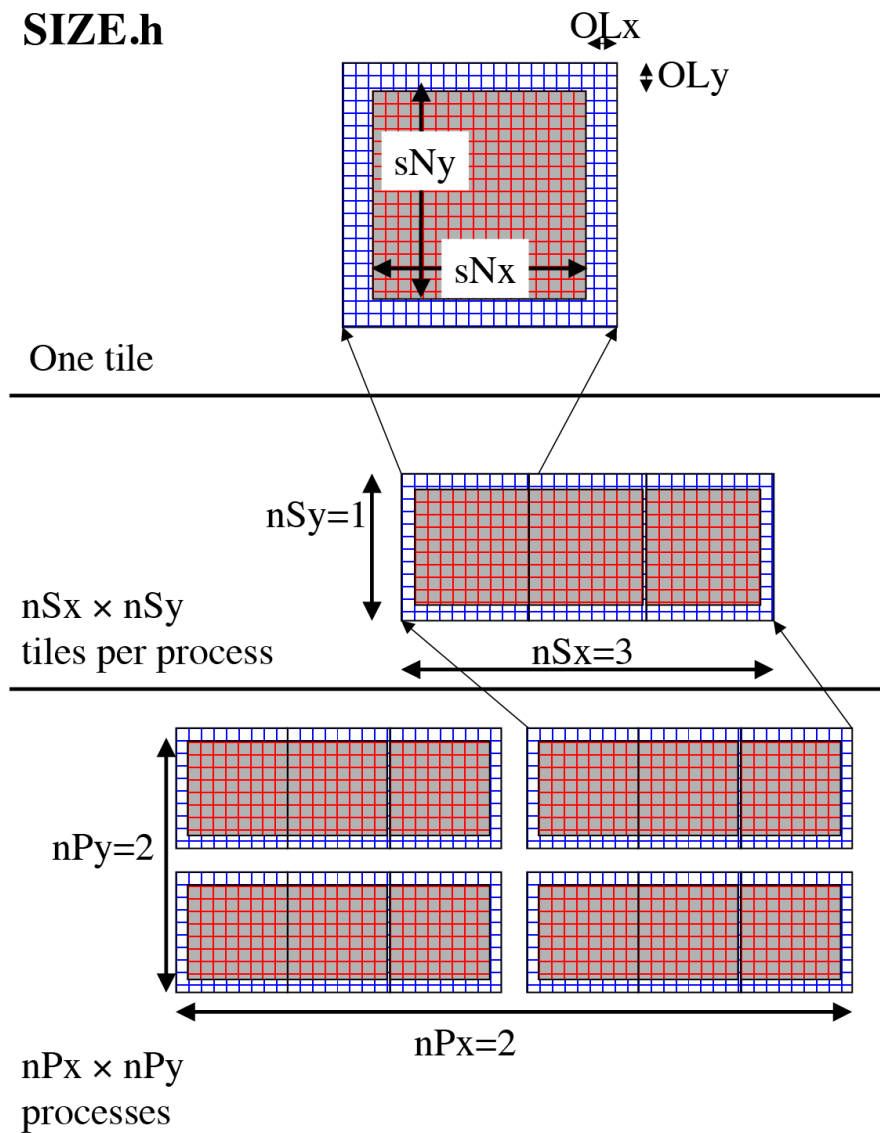 SIZE.h
OLx
OLy
sNy
sNx
One tile
nSy=1
nSx × nSy
tiles per process
nSx=3
nPy=2
nPx=2
nPx × nPy
processes